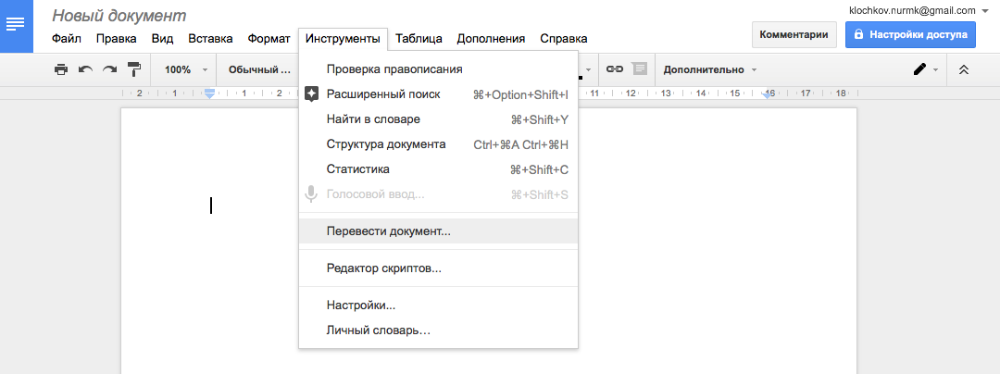 Новый документ
klochkov.nurmk@gmail.com
Файл Правка Вид Вставка Формат Инструменты Таблица Дополнения Справка
Комментарии
Настройки доступа
100% Обычный ... Дополнительно
2 1 1 2 11 12 13 14 15 16 17 18
Проверка правописания
Расширенный поиск ⌘+Option+Shift+I
Найти в словаре ⌘+Shift+Y
Структура документа Ctrl+⌘A Ctrl+⌘H
Статистика ⌘+Shift+C
Голосовой ввод... ⌘+Shift+S
Перевести документ...
Редактор скриптов...
Настройки...
Личный словарь…